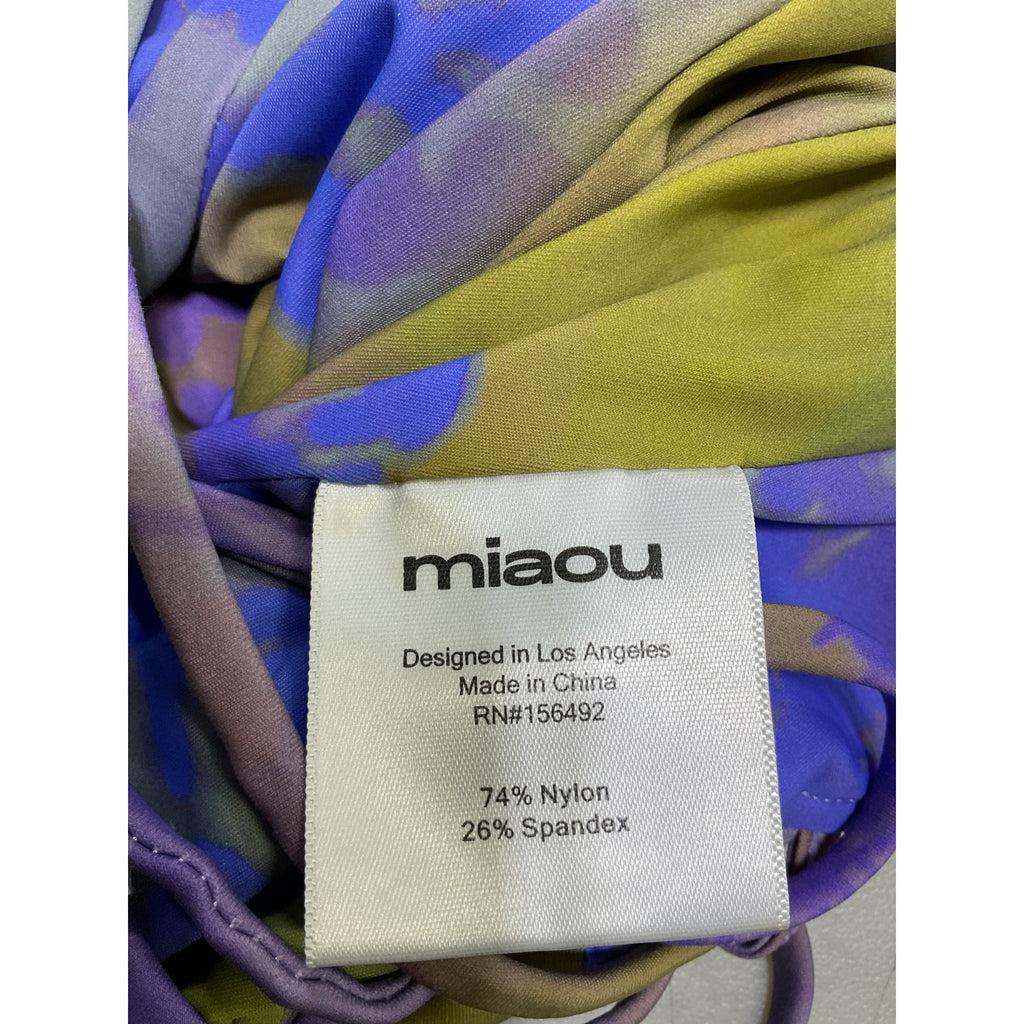 miaou
Designed in Los Angeles
Made in China
RN#156492
74% Nylon
26% Spandex